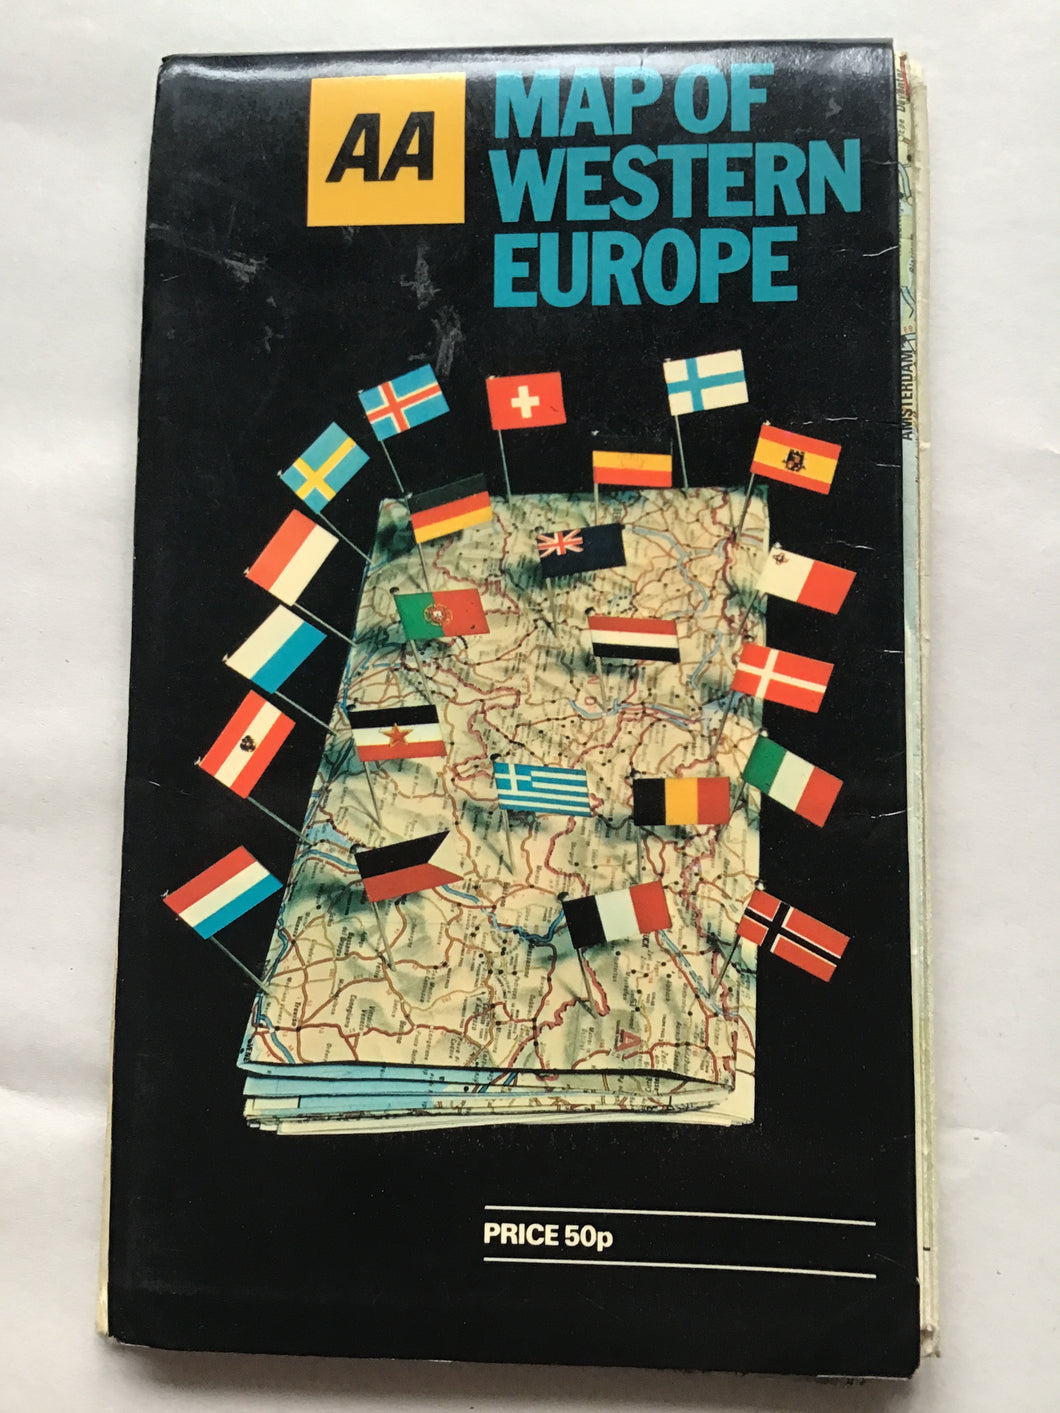 AA
MAP OF
WESTERN
EUROPE
AMSTERDAM
PRICE 50p